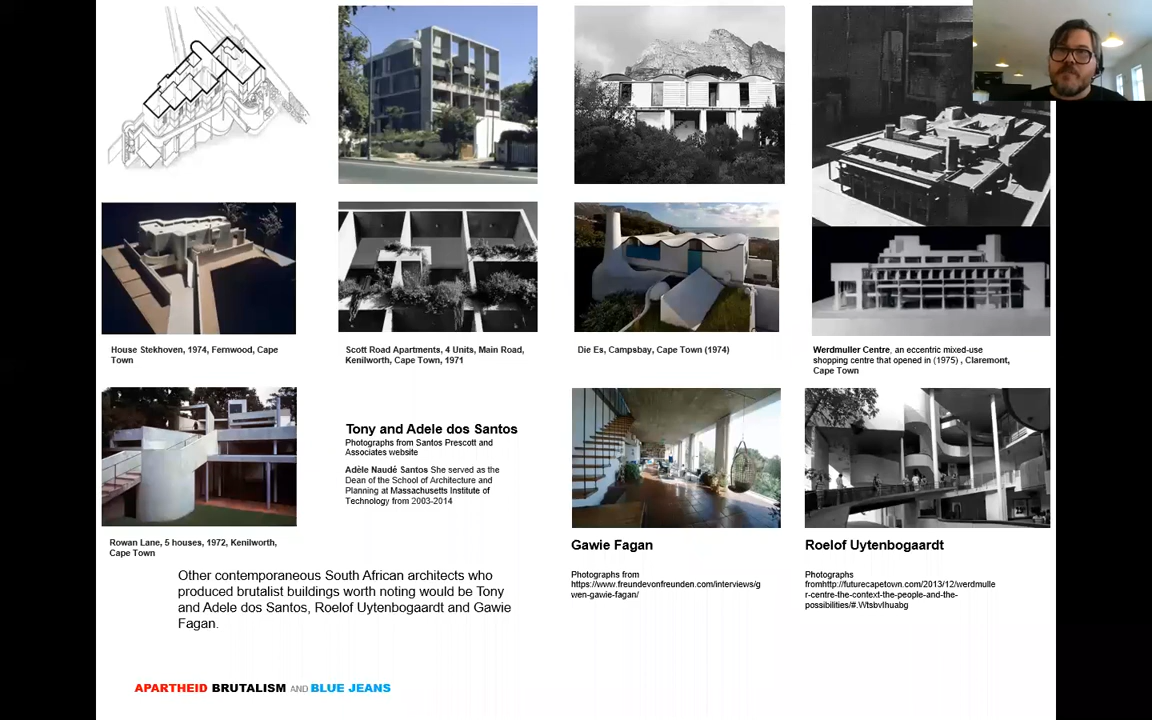 House Stekhoven, 1974, Fernwood, Cape
Town
Scott Road Apartments, 4 Units, Main Road,
Kenilworth, Cape Town, 1971
Die Es, Campsbay, Cape Town (1974)
Werdmuller Centre, an eccentric mixed-use
shopping centre that opened in (1975) , Claremont,
Cape Town
Rowan Lane, 5 houses, 1972, Kenilworth,
Cape Town
Tony and Adele dos Santos
Photographs from Santos Prescott and
Associates website
Adèle Naudé Santos She served as the
Dean of the School of Architecture and
Planning at Massachusetts Institute of
Technology from 2003-2014
Gawie Fagan
Photographs from
https://www.freundevonfreunden.com/interviews/g
wen-gawie-fagan/
Roelof Uytenbogaardt
Photographs
fromhttp://futurecapetown.com/2013/12/werdmulle
r-centre-the-context-the-people-and-the-
possibilities/#.VVtsbvIhuabg
Other contemporaneous South African architects who
produced brutalist buildings worth noting would be Tony
and Adele dos Santos, Roelof Uytenbogaardt and Gawie
Fagan.
APARTHEID BRUTALISM AND BLUE JEANS